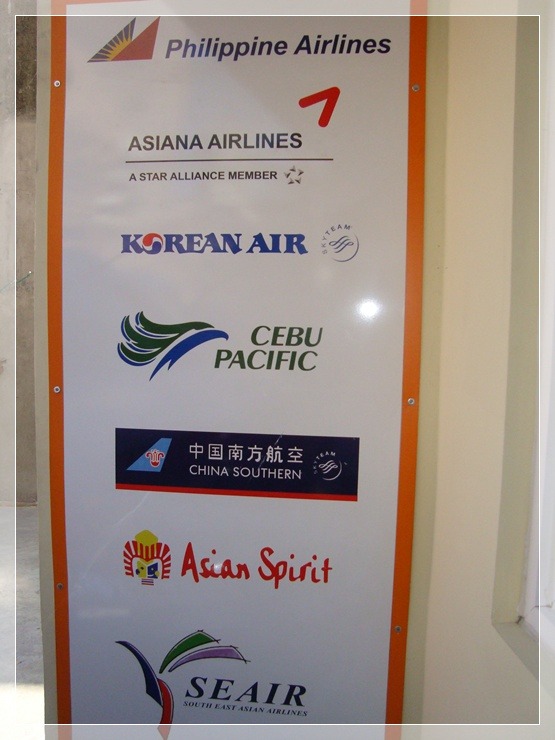 Philippine Airlines
ASIANA AIRLINES
A STAR ALLIANCE MEMBER
KOREAN AIR
SKYTEAM
CEBU
PACIFIC
中国南方航空
CHINA SOUTHERN
SKYTEAM
Asian Spirit
SEAIR
SOUTH EAST ASIAN AIRLINES